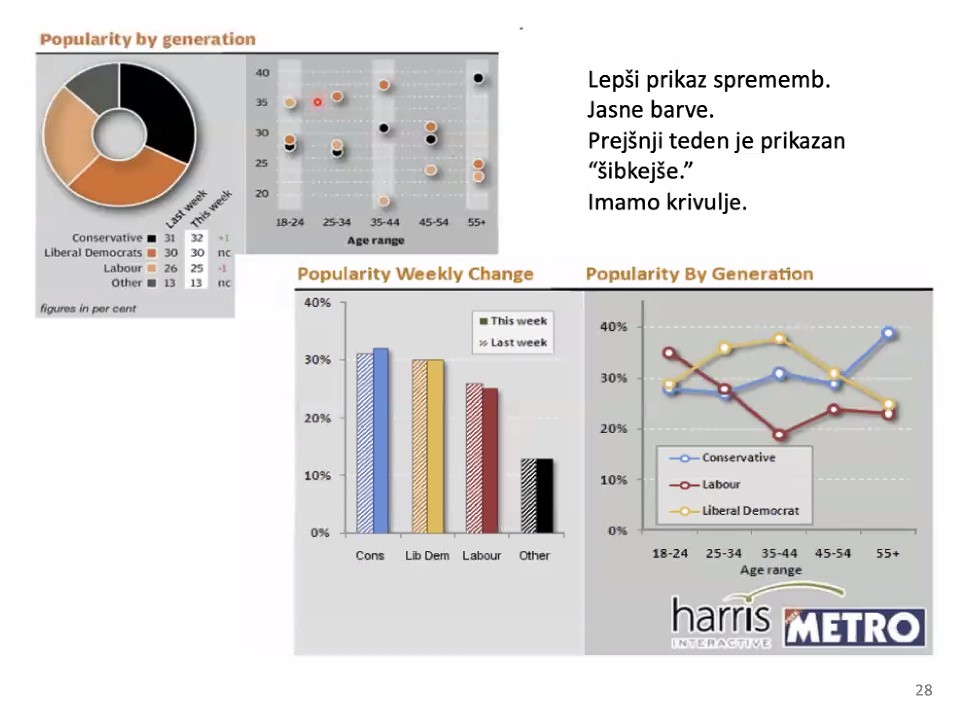 Popularity by generation
40
35
30
25
20
18-24 25-34 35-44 45-54 55+
Age range
Last week This week
Conservative 31 32 +1
Liberal Democrats 30 30 nc
Labour 26 25 -1
Other 13 13 nc
figures in per cent
Lepši prikaz sprememb.
Jasne barve.
Prejšnji teden je prikazan
“šibkejše.”
Imamo krivulje.
Popularity Weekly Change
40%
30%
20%
10%
0%
This week
Last week
Cons Lib Dem Labour Other
Popularity By Generation
40%
30%
20%
10%
0%
Conservative
Labour
Liberal Democrat
18-24 25-34 35-44 45-54 55+
Age range
harris
INTERACTIVE
METRO
28